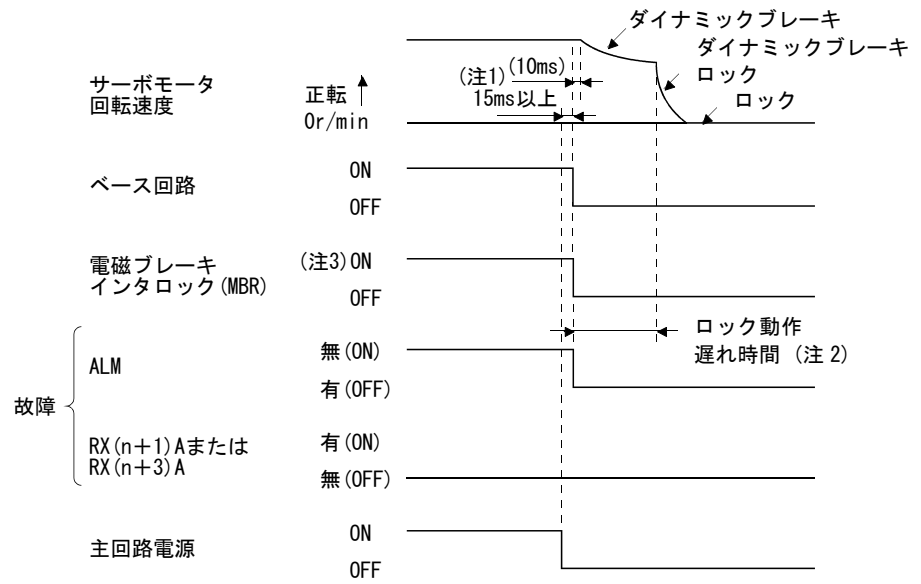 ダイナミックブレーキ
ダイナミックブレーキ
ロック
ロック
サーボモータ
回転速度
正転
0r/min
(注1)(10ms)
15ms以上
ベース回路
ON
OFF
電磁ブレーキ
インタロック(MBR)
(注3)ON
OFF
ロック動作
遅れ時間 (注2)
故障
ALM
無(ON)
有(OFF)
RX(n+1)Aまたは
RX(n+3)A
有(ON)
無(OFF)
主回路電源
ON
OFF